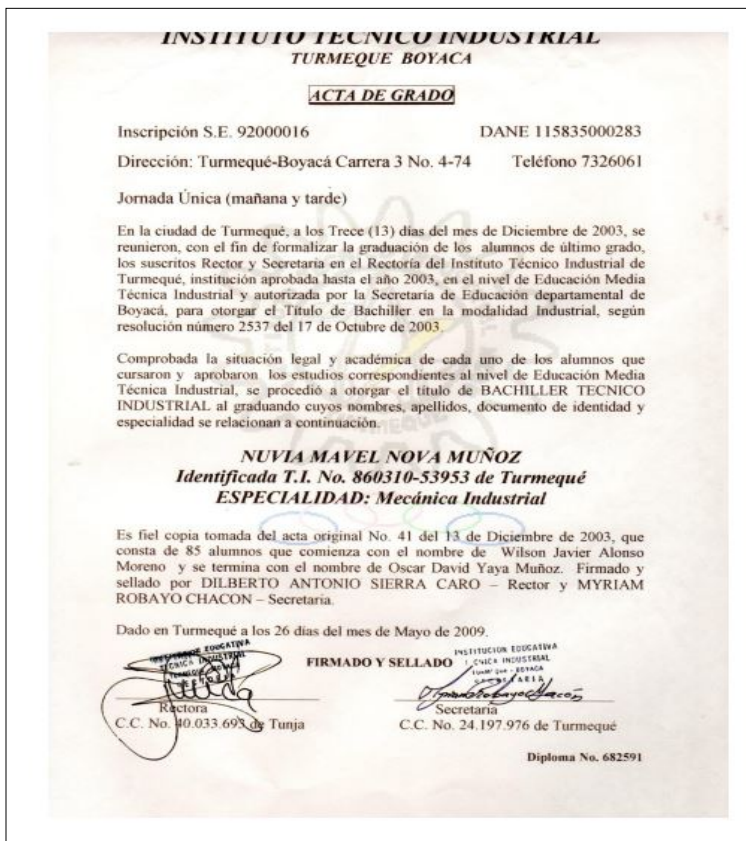 INSTITUTO TECNICO INDUSTRIAL
TURMEQUE BOYACA
ACTA DE GRADO
Inscripción S.E. 92000016 DANE 115835000283
Dirección: Turmequé-Boyacá Carrera 3 No. 4-74 Teléfono 7326061
Jornada Única (mañana y tarde)
En la ciudad de Turmequé, a los Trece (13) días del mes de Diciembre de 2003, se
reunieron, con el fin de formalizar la graduación de los alumnos de último grado,
los suscritos Rector y Secretaria en el Rectoría del Instituto Técnico Industrial de
Turmequé, institución aprobada hasta el año 2003, en el nivel de Educación Media
Técnica Industrial y autorizada por la Secretaría de Educación departamental de
Boyacá, para otorgar el Título de Bachiller en la modalidad Industrial, según
resolución número 2537 del 17 de Octubre de 2003.
Comprobada la situación legal y académica de cada uno de los alumnos que
cursaron y aprobaron los estudios correspondientes al nivel de Educación Media
Técnica Industrial, se procedió a otorgar el título de BACHILLER TECNICO
INDUSTRIAL al graduando cuyos nombres, apellidos, documento de identidad y
especialidad se relacionan a continuación.
NUVIA MAVEL NOVA MUÑOZ
Identificada T.I. No. 860310-53953 de Turmequé
ESPECIALIDAD: Mecánica Industrial
Es fiel copia tomada del acta original No. 41 del 13 de Diciembre de 2003, que
consta de 85 alumnos que comienza con el nombre de Wilson Javier Alonso
Moreno y se termina con el nombre de Oscar David Yaya Muñoz. Firmado y
sellado por DILBERTO ANTONIO SIERRA CARO – Rector y MYRIAM
ROBAYO CHACON – Secretaria.
Dado en Turmequé a los 26 días del mes de Mayo de 2009.
INSTITUCION EDUCATIVA
TECNICA INDUSTRIAL
TURMEQUE - BOYACA
RECTORIA
FIRMADO Y SELLADO
INSTITUCION EDUCATIVA
TECNICA INDUSTRIAL
Turmeque - BOYACA
SECRETARIA
Rectora Secretaria
C.C. No. 40.033.693 de Tunja C.C. No. 24.197.976 de Turmequé
Diploma No. 682591